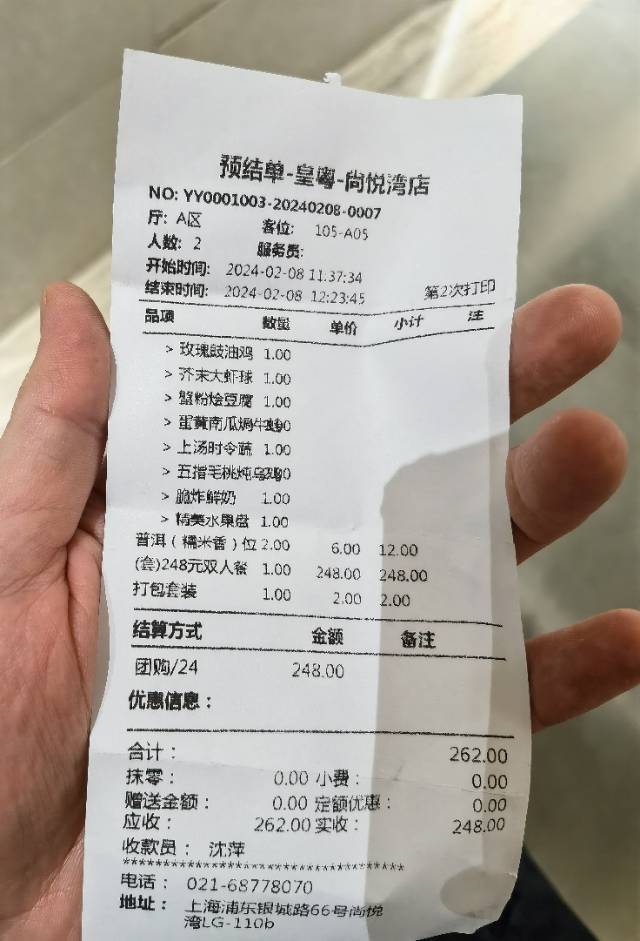 预结单-皇粤-尚悦湾店
NO: YY0001003-20240208-0007
厅: A区 客位: 105-A05
人数: 2 服务员:
开始时间: 2024-02-08 11:37:34
结束时间: 2024-02-08 12:23:45 第2次打印
品项 数量 单价 小计 注
> 玫瑰鼓油鸡 1.00
> 芥末大虾球 1.00
> 蟹粉烩豆腐 1.00
> 蛋黄南瓜焗牛
> 上汤时令蔬 1.00
> 五指毛桃炖乌
> 脆炸鲜奶 1.00
> 精美水果盘 1.00
普洱（糯米香）位 2.00 6.00 12.00
(套)248元双人餐 1.00 248.00 248.00
打包套装 1.00 2.00 2.00
结算方式 金额 备注
团购/24 248.00
优惠信息：
合计： 262.00
抹零： 0.00 小费： 0.00
赠送金额： 0.00 定额优惠： 0.00
应收： 262.00 实收： 248.00
收款员： 沈萍
****************************************
电话： 021-68778070
地址： 上海浦东银城路66号尚悦
湾LG-110b